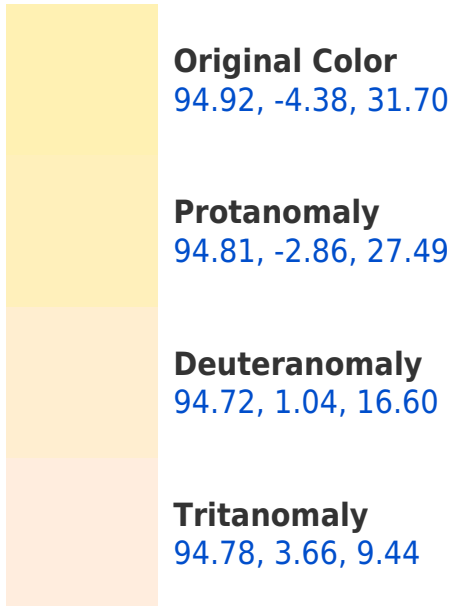 Original Color
94.92, -4.38, 31.70
Protanomaly
94.81, -2.86, 27.49
Deuteranomaly
94.72, 1.04, 16.60
Tritanomaly
94.78, 3.66, 9.44